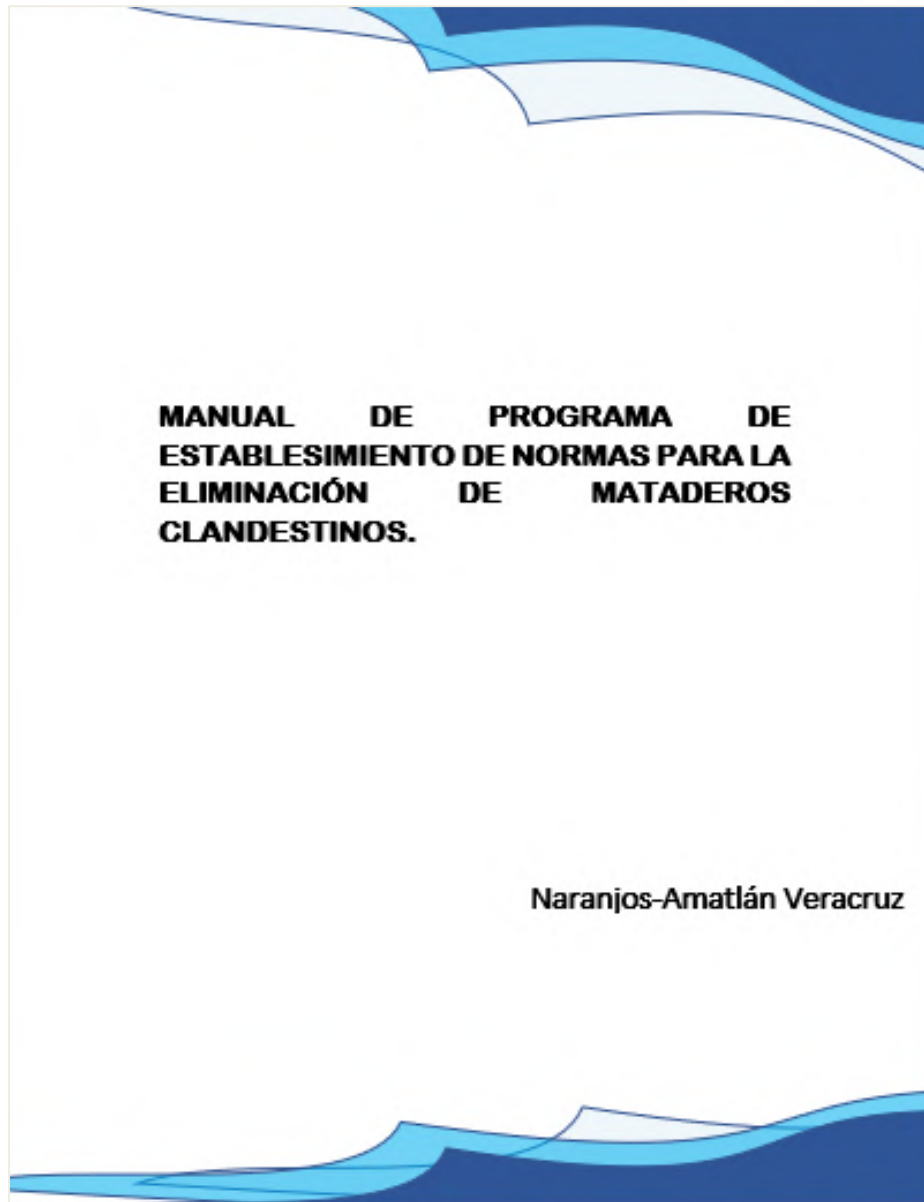 MANUAL DE PROGRAMA DE
ESTABLESIMIENTO DE NORMAS PARA LA
ELIMINACIÓN DE MATADEROS
CLANDESTINOS.
Naranjos-Amatlán Veracruz